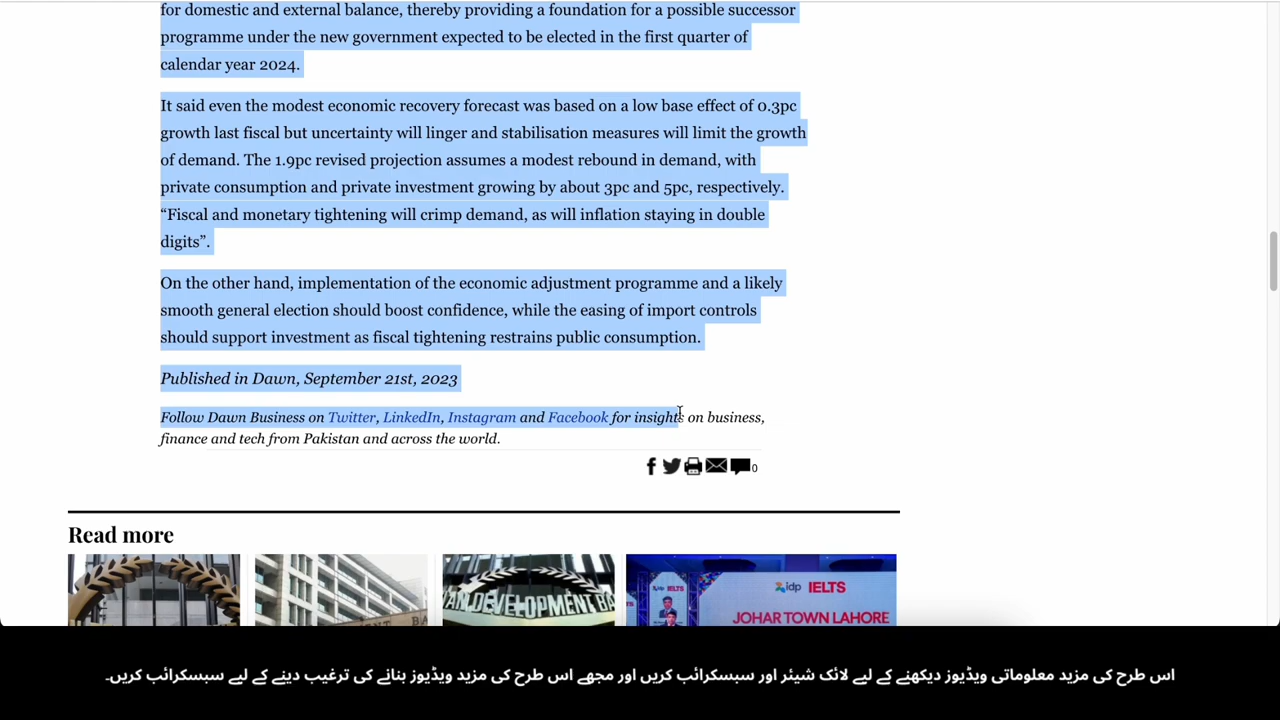 for domestic and external balance, thereby providing a foundation for a possible successor
programme under the new government expected to be elected in the first quarter of
calendar year 2024.
It said even the modest economic recovery forecast was based on a low base effect of 0.3pc
growth last fiscal but uncertainty will linger and stabilisation measures will limit the growth
of demand. The 1.9pc revised projection assumes a modest rebound in demand, with
private consumption and private investment growing by about 3pc and 5pc, respectively.
“Fiscal and monetary tightening will crimp demand, as will inflation staying in double
digits”.
On the other hand, implementation of the economic adjustment programme and a likely
smooth general election should boost confidence, while the easing of import controls
should support investment as fiscal tightening restrains public consumption.
Published in Dawn, September 21st, 2023
Follow Dawn Business on Twitter, LinkedIn, Instagram and Facebook for insights on business,
finance and tech from Pakistan and across the world.
0
Read more
AN DEVELOPMENT BA
idp IELTS
JOHAR TOWN LAHORE
اس طرح کی مزید معلوماتی ویڈیوز دیکھنے کے لیے لائک شیئر اور سبسکرائب کریں اور مجھے اس طرح کی مزید ویڈیوز بنانے کی ترغیب دینے کے لیے سبسکرائب کریں۔